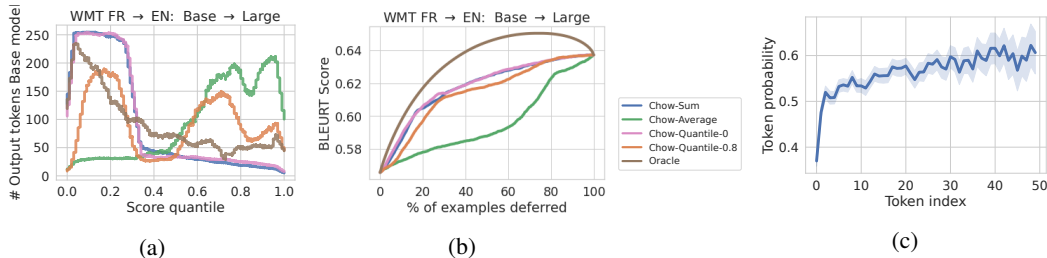 WMT FR → EN: Base → Large
# Output tokens Base model
250
200
150
100
50
0
0.0 0.2 0.4 0.6 0.8 1.0
Score quantile
(a)
WMT FR → EN: Base → Large
BLEURT Score
0.64
0.62
0.60
0.58
0 20 40 60 80 100
% of examples deferred
(b)
Chow-Sum
Chow-Average
Chow-Quantile-0
Chow-Quantile-0.8
Oracle
Token probability
0.6
0.5
0.4
0 10 20 30 40 50
Token index
(c)